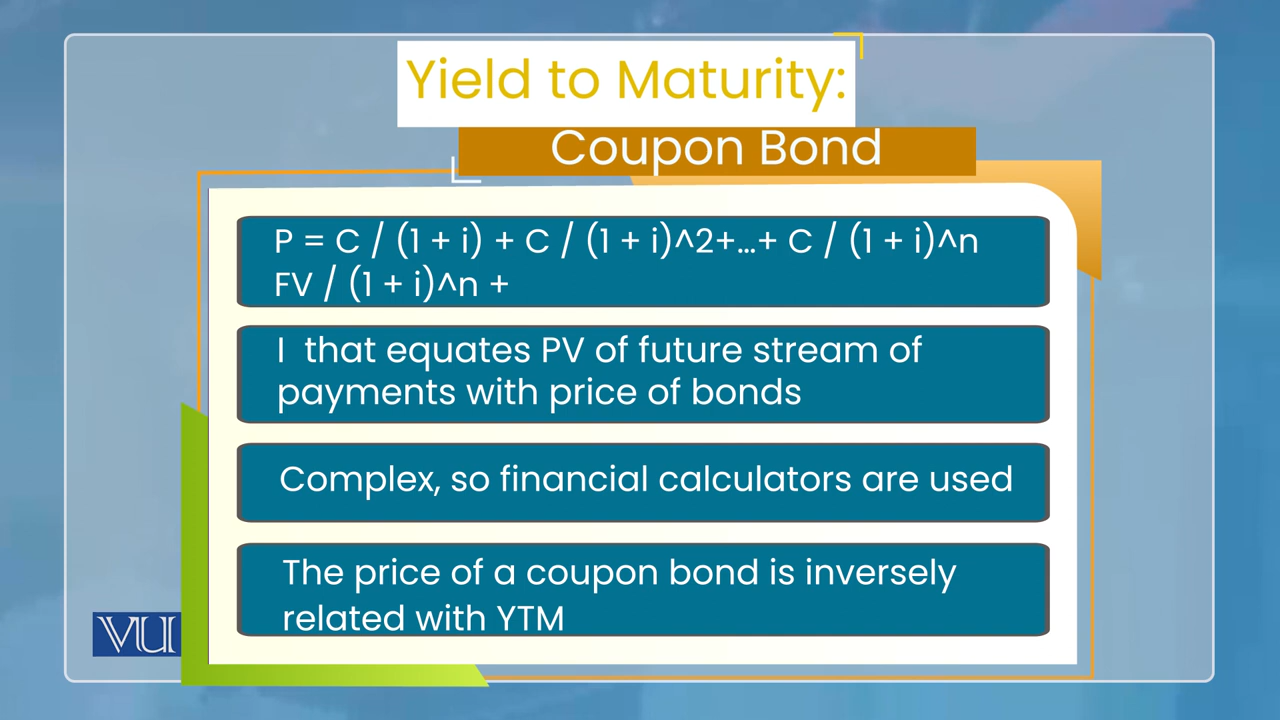 Yield to Maturity:
Coupon Bond
P = C / (1 + i) + C / (1 + i)^2+...+ C / (1 + i)^n
FV / (1 + i)^n +
I  that equates PV of future stream of
payments with price of bonds
Complex, so financial calculators are used
The price of a coupon bond is inversely
related with YTM
VU